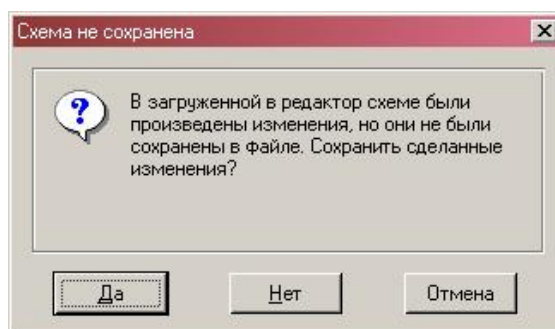 Схема не сохранена
В загруженной в редактор схеме были
произведены изменения, но они не были
сохранены в файле. Сохранить сделанные
изменения?
Да
Нет
Отмена